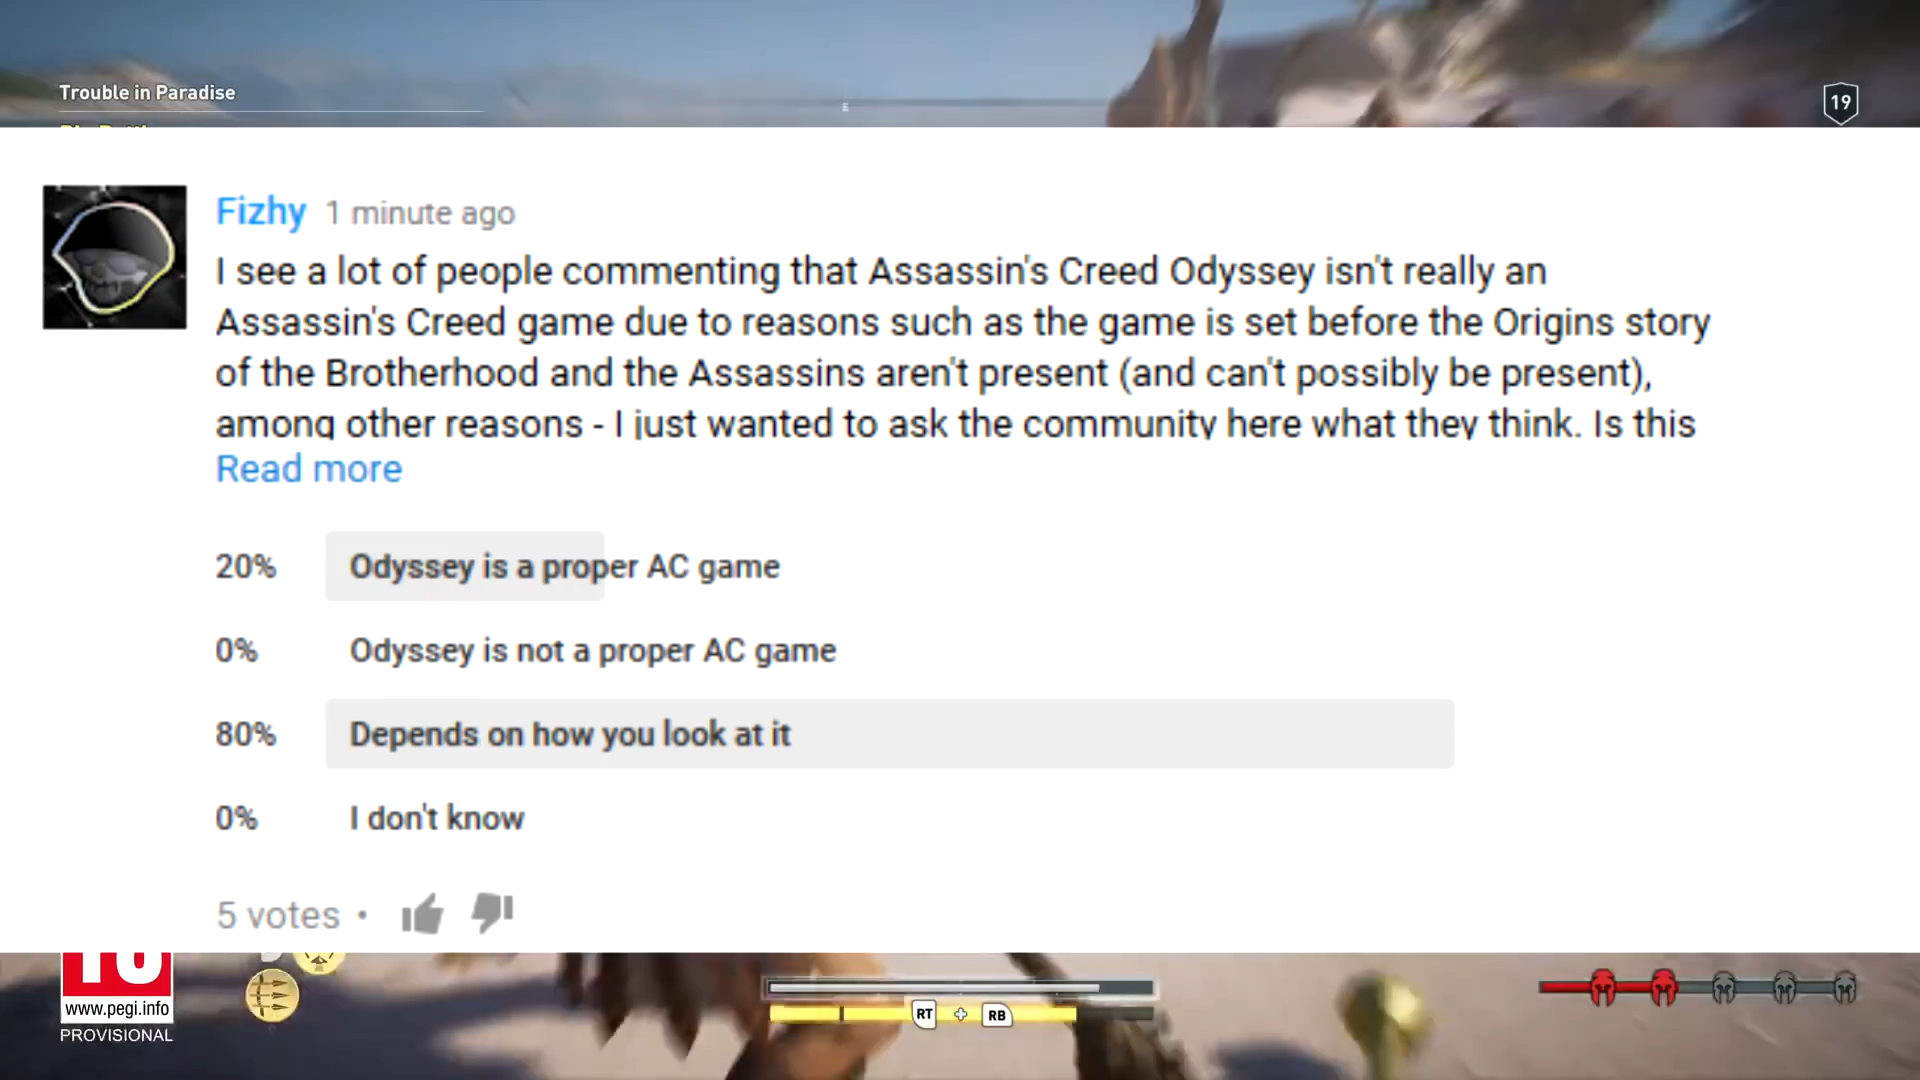 Trouble in Paradise
E
19
Fizhy 1 minute ago
I see a lot of people commenting that Assassin's Creed Odyssey isn't really an
Assassin's Creed game due to reasons such as the game is set before the Origins story
of the Brotherhood and the Assassins aren't present (and can't possibly be present),
among other reasons - I just wanted to ask the community here what they think. Is this
Read more
20% Odyssey is a proper AC game
0% Odyssey is not a proper AC game
80% Depends on how you look at it
0% I don't know
5 votes •
www.pegi.info
PROVISIONAL
RT
RB